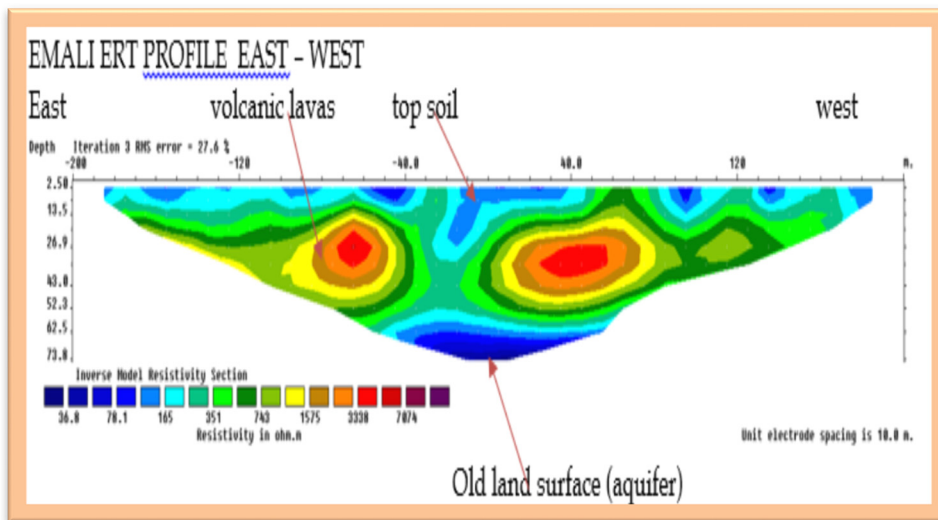 EMALI ERT PROFILE EAST – WEST
East volcanic lavas top soil west
Depth Iteration 3 RMS error = 27.6 %
-200 -120 -40.0 40.0 120 m.
2.50
13.5
26.9
43.0
52.3
62.5
73.8
Inverse Model Resistivity Section
36.8 78.1 165 351 743 1575 3338 7074
Resistivity in ohm.m
Unit electrode spacing is 10.0 m.
Old land surface (aquifer)